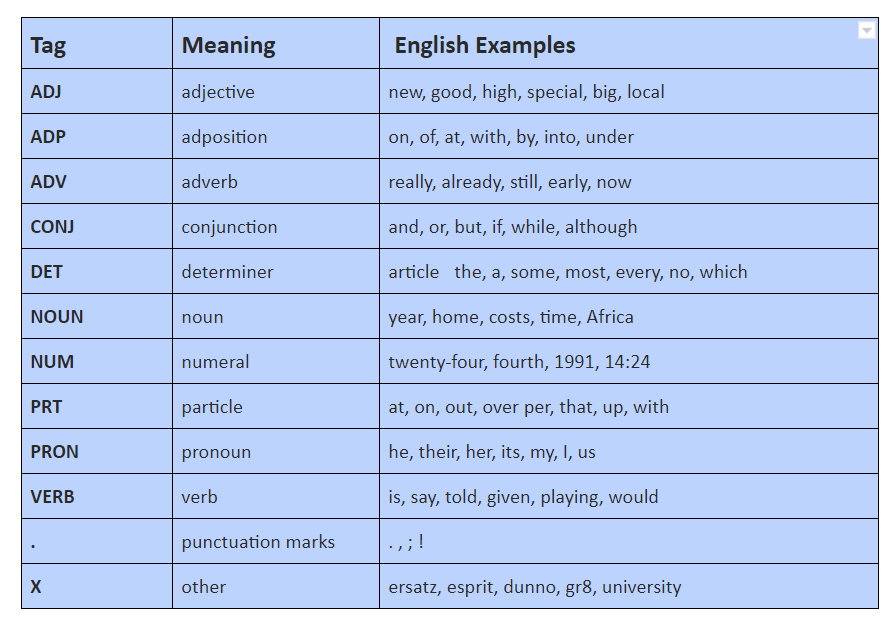 Tag Meaning English Examples
ADJ adjective new, good, high, special, big, local
ADP adposition on, of, at, with, by, into, under
ADV adverb really, already, still, early, now
CONJ conjunction and, or, but, if, while, although
DET determiner article the, a, some, most, every, no, which
NOUN noun year, home, costs, time, Africa
NUM numeral twenty-four, fourth, 1991, 14:24
PRT particle at, on, out, over per, that, up, with
PRON pronoun he, their, her, its, my, I, us
VERB verb is, say, told, given, playing, would
. punctuation marks . , ; !
X other ersatz, esprit, dunno, gr8, university